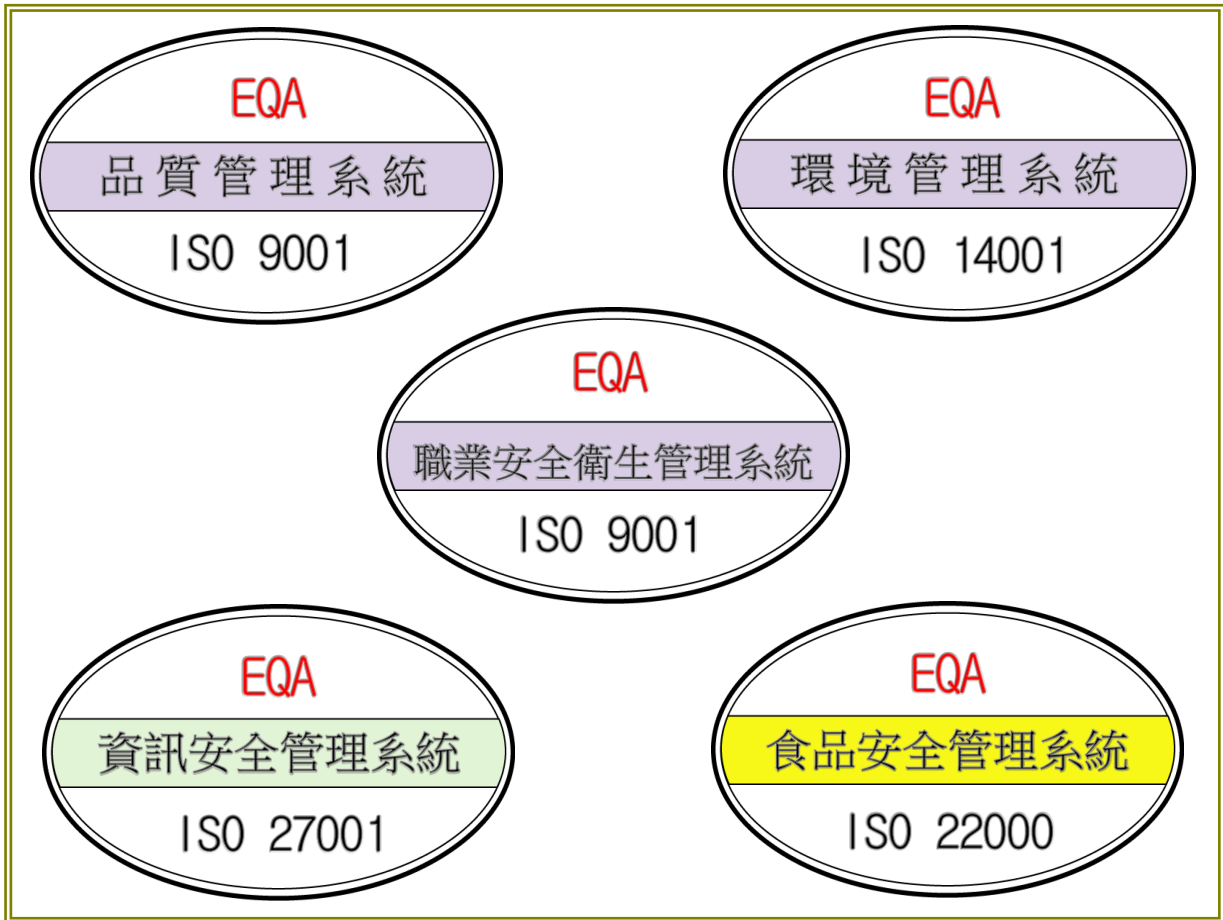 EQA
品質管理系統
ISO 9001
EQA
環境管理系統
ISO 14001
EQA
職業安全衛生管理系統
ISO 9001
EQA
資訊安全管理系統
ISO 27001
EQA
食品安全管理系統
ISO 22000